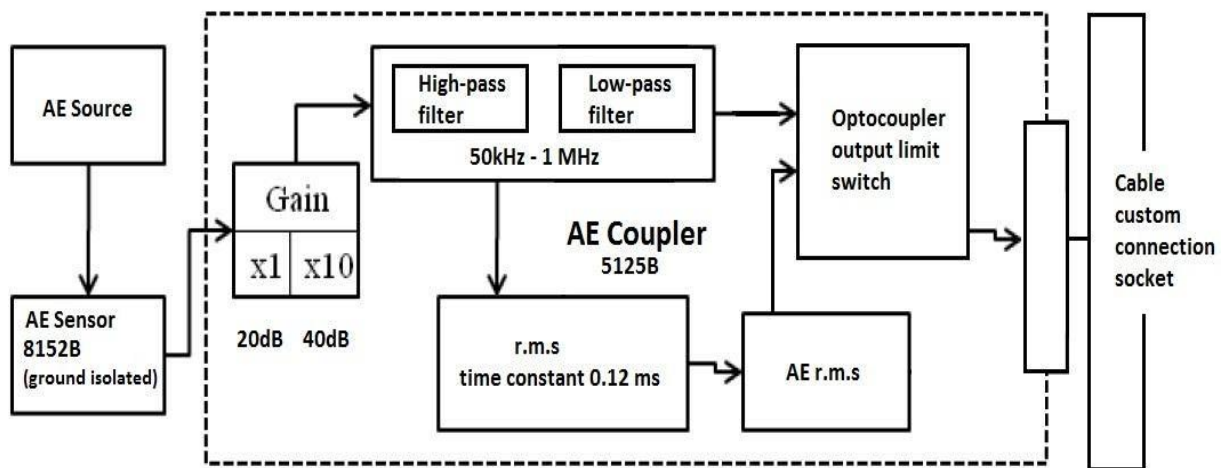 AE Source
AE Sensor
8152B
(ground isolated)
Gain
x1 x10
20dB 40dB
High-pass
filter
Low-pass
filter
50kHz - 1 MHz
AE Coupler
5125B
r.m.s
time constant 0.12 ms
AE r.m.s
Optocoupler
output limit
switch
Cable
custom
connection
socket